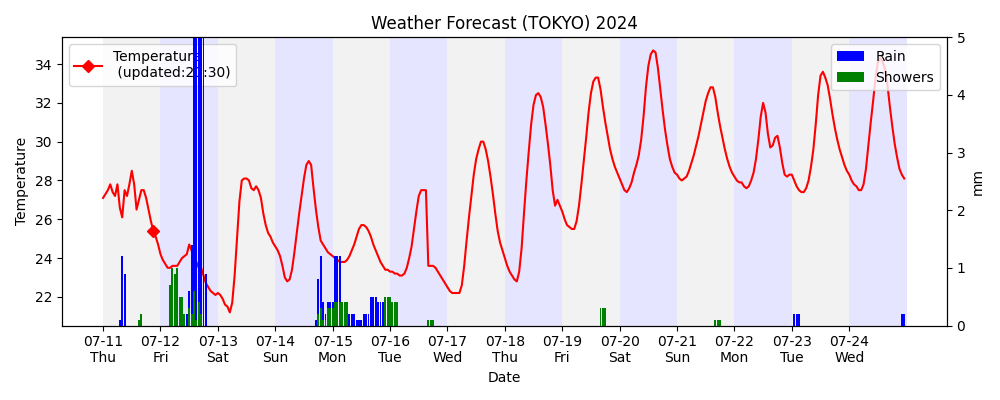 Weather Forecast (TOKYO) 2024
Temperature
(updated:21:30)
Rain
Showers
Temperature
34
32
30
28
26
24
22
5
4
3
2
1
0
mm
07-11 07-12 07-13 07-14 07-15 07-16 07-17 07-18 07-19 07-20 07-21 07-22 07-23 07-24
Thu Fri Sat Sun Mon Tue Wed Thu Fri Sat Sun Mon Tue Wed
Date